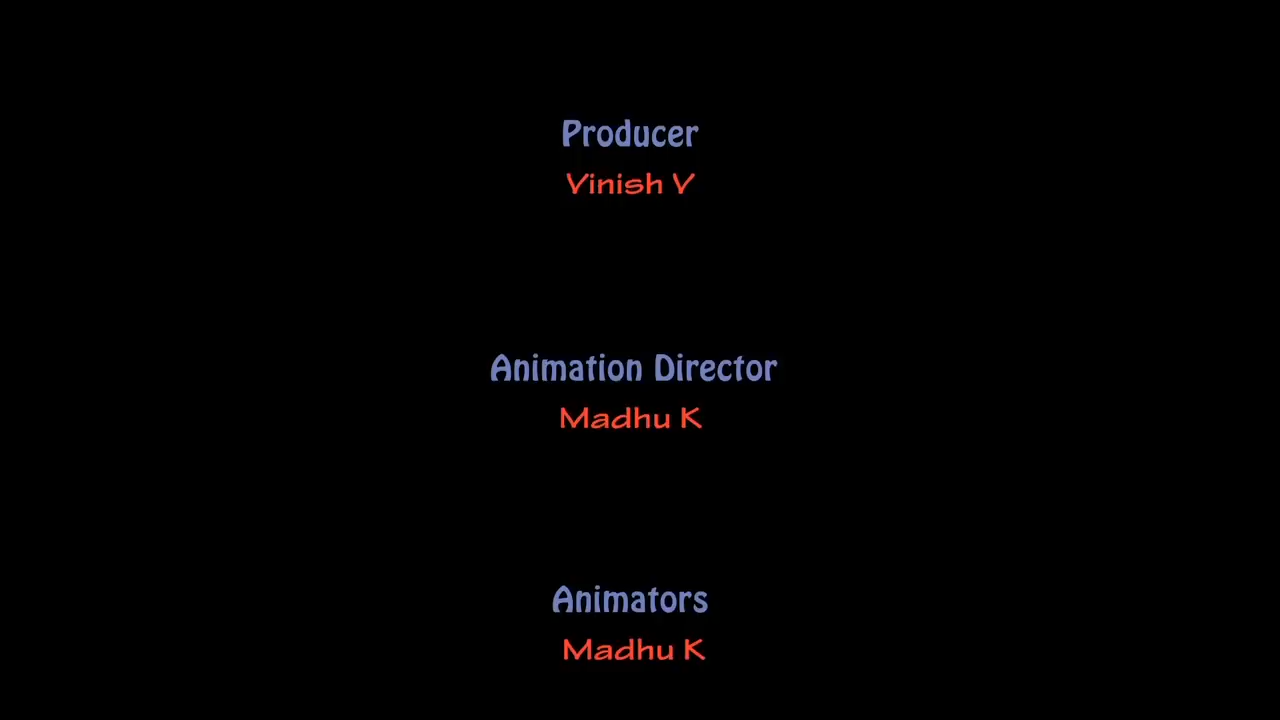 Producer
Vinish V
Animation Director
Madhu K
Animators
Madhu K